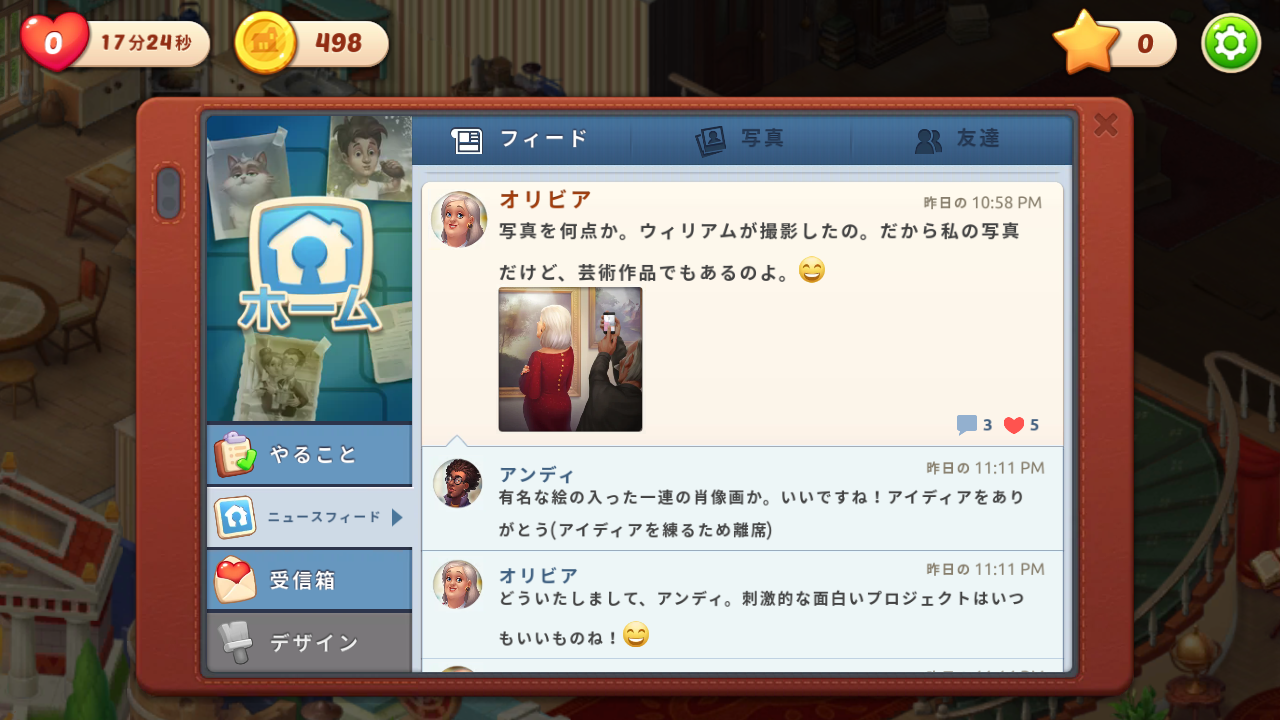 0
17分24秒
498
0
フィード
写真
友達
ホーム
やること
ニュースフィード
受信箱
デザイン
オリビア
昨日の 10:58 PM
写真を何点か。ウィリアムが撮影したの。だから私の写真
だけど、芸術作品でもあるのよ。😄
3
5
アンディ
昨日の 11:11 PM
有名な絵の入った一連の肖像画か。いいですね！アイディアをあり
がとう(アイディアを練るため離席)
オリビア
昨日の 11:11 PM
どういたしまして、アンディ。刺激的な面白いプロジェクトはいつ
もいいものね！😄